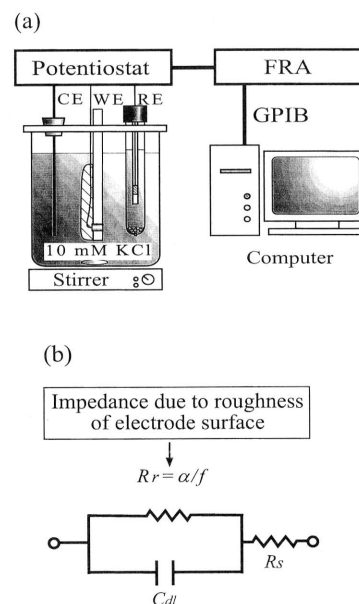 (a)
Potentiostat
FRA
CE WE RE
GPIB
10 mM KCl
Stirrer
Computer
(b)
Impedance due to roughness
of electrode surface
Rr = α/f
Rs
Cdl